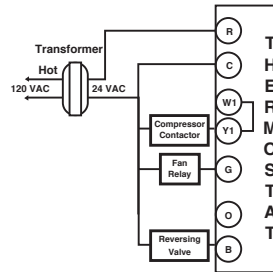 Transformer
Hot
120 VAC
24 VAC
Compressor
Contactor
Fan
Relay
Reversing
Valve
R
C
W1
Y1
G
O
B
T
H
E
R
M
O
S
T
A
T